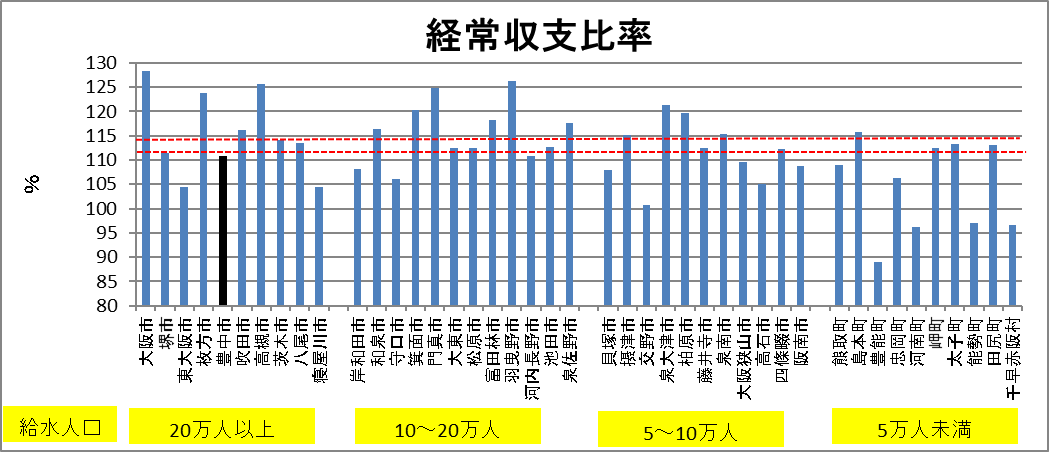 経常収支比率
%
130
125
120
115
110
105
100
95
90
85
80
大阪市
堺市
東大阪市
枚方市
豊中市
吹田市
高槻市
茨木市
八尾市
寝屋川市
岸和田市
和泉市
守口市
箕面市
門真市
大東市
松原市
富田林市
羽曳野市
河内長野市
池田市
泉佐野市
貝塚市
摂津市
交野市
泉大津市
柏原市
藤井寺市
泉南市
大阪狭山市
高石市
四條畷市
阪南市
熊取町
島本町
豊能町
忠岡町
河南町
岬町
太子町
能勢町
田尻町
千早赤阪村
給水人口
20万人以上
10～20万人
5～10万人
5万人未満